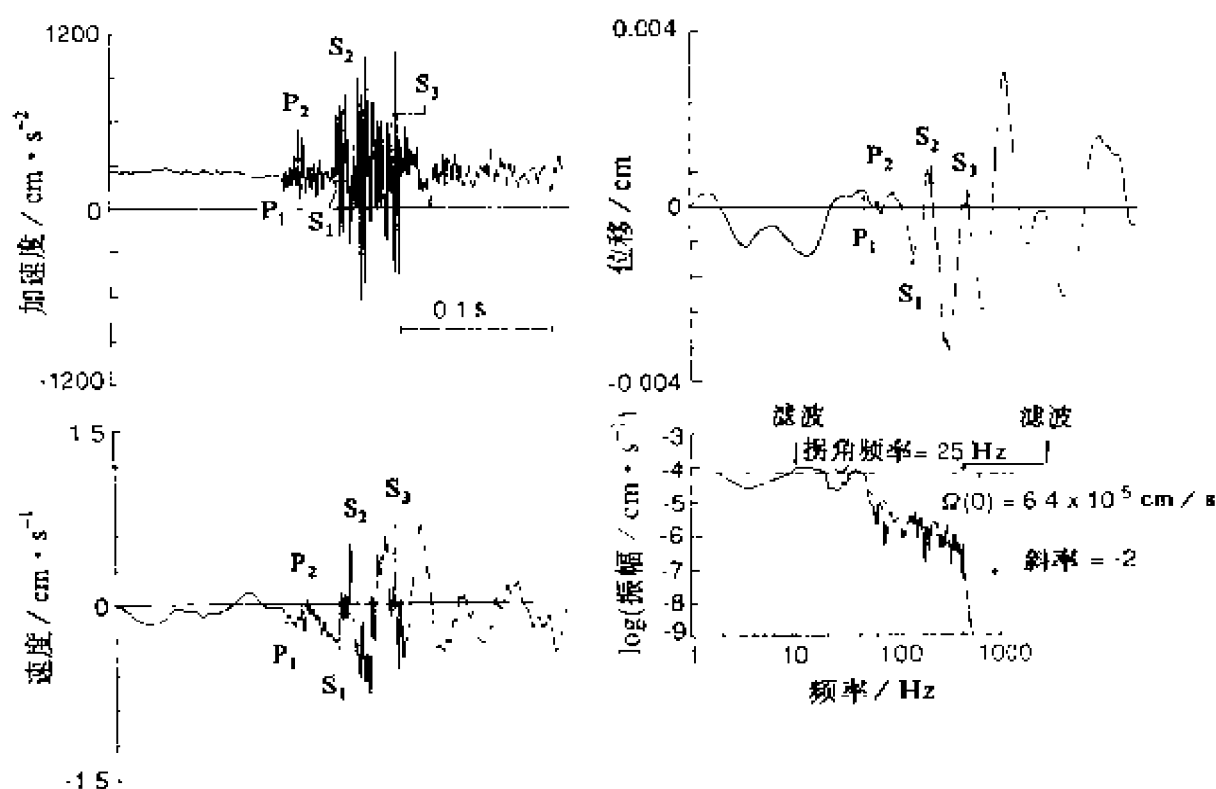 1200
加速度 / cm · s⁻²
0
-1200
P₁
P₂
S₁
S₂
S₃
0 1 s
0.004
位移 / cm
0
-0 004
P₁
P₂
S₁
S₂
S₃
1 5
速度 / cm · s⁻¹
0
-1 5
P₁
P₂
S₁
S₂
S₃
滤波
滤波
拐角频率 = 25 Hz
Ω(0) = 6 4 x 10⁻⁵ cm / s
斜率 = -2
log(振幅 / cm · s⁻¹)
-3
-4
-5
-6
-7
-8
-9
1
10
100
1000
频率 / Hz